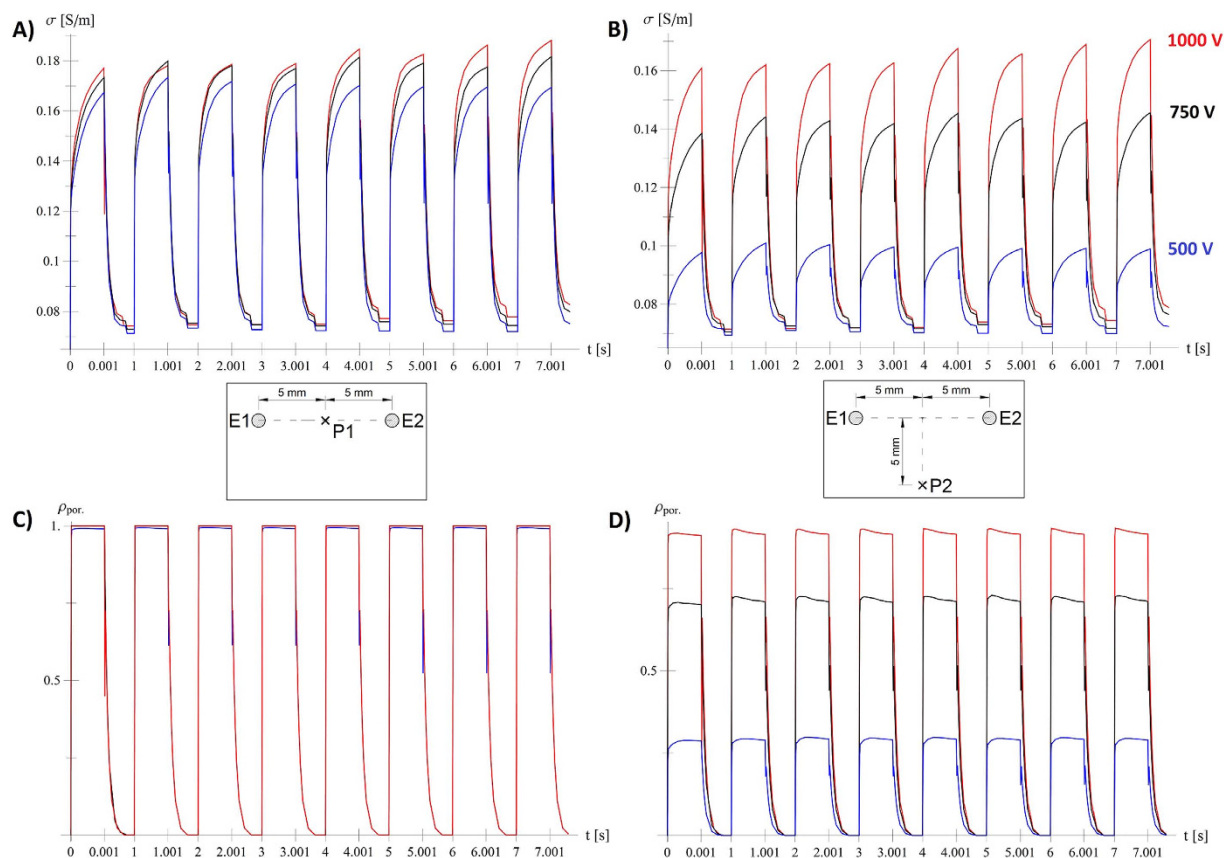 A) σ [S/m]
0.18
0.16
0.14
0.12
0.1
0.08
t [s]
0 0.001 1 1.001 2 2.001 3 3.001 4 4.001 5 5.001 6 6.001 7 7.001
B) σ [S/m]
1000 V
750 V
500 V
0.16
0.14
0.12
0.1
0.08
t [s]
0 0.001 1 1.001 2 2.001 3 3.001 4 4.001 5 5.001 6 6.001 7 7.001
5 mm 5 mm
E1 P1 E2
5 mm 5 mm
E1 E2
5 mm
P2
C) ρpor.
1.
0.5
t [s]
0 0.001 1 1.001 2 2.001 3 3.001 4 4.001 5 5.001 6 6.001 7 7.001
D) ρpor.
0.5
t [s]
0 0.001 1 1.001 2 2.001 3 3.001 4 4.001 5 5.001 6 6.001 7 7.001